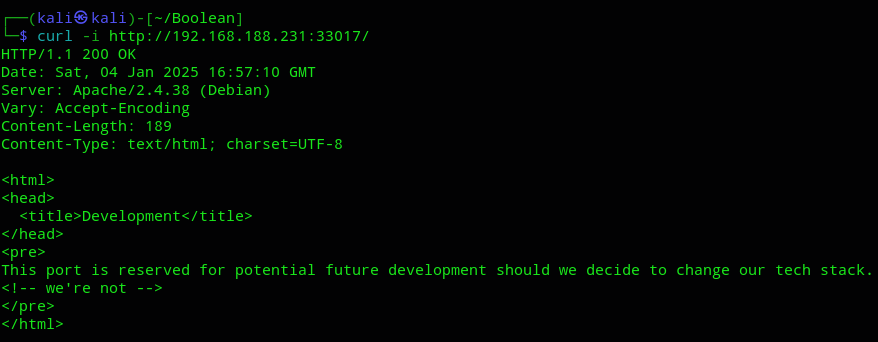 ┌──(kali㉿kali)-[~/Boolean]
└─$ curl -i http://192.168.188.231:33017/
HTTP/1.1 200 OK
Date: Sat, 04 Jan 2025 16:57:10 GMT
Server: Apache/2.4.38 (Debian)
Vary: Accept-Encoding
Content-Length: 189
Content-Type: text/html; charset=UTF-8

<html>
<head>
  <title>Development</title>
</head>
<pre>
This port is reserved for potential future development should we decide to change our tech stack.
<!-- we're not -->
</pre>
</html>